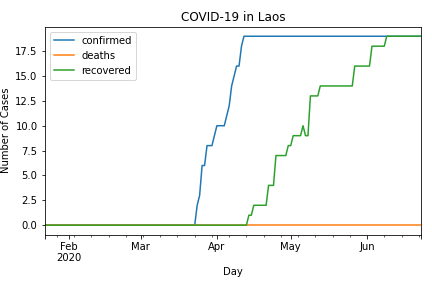 COVID-19 in Laos
confirmed
deaths
recovered
Number of Cases
17.5
15.0
12.5
10.0
7.5
5.0
2.5
0.0
Feb Mar Apr May Jun
2020
Day